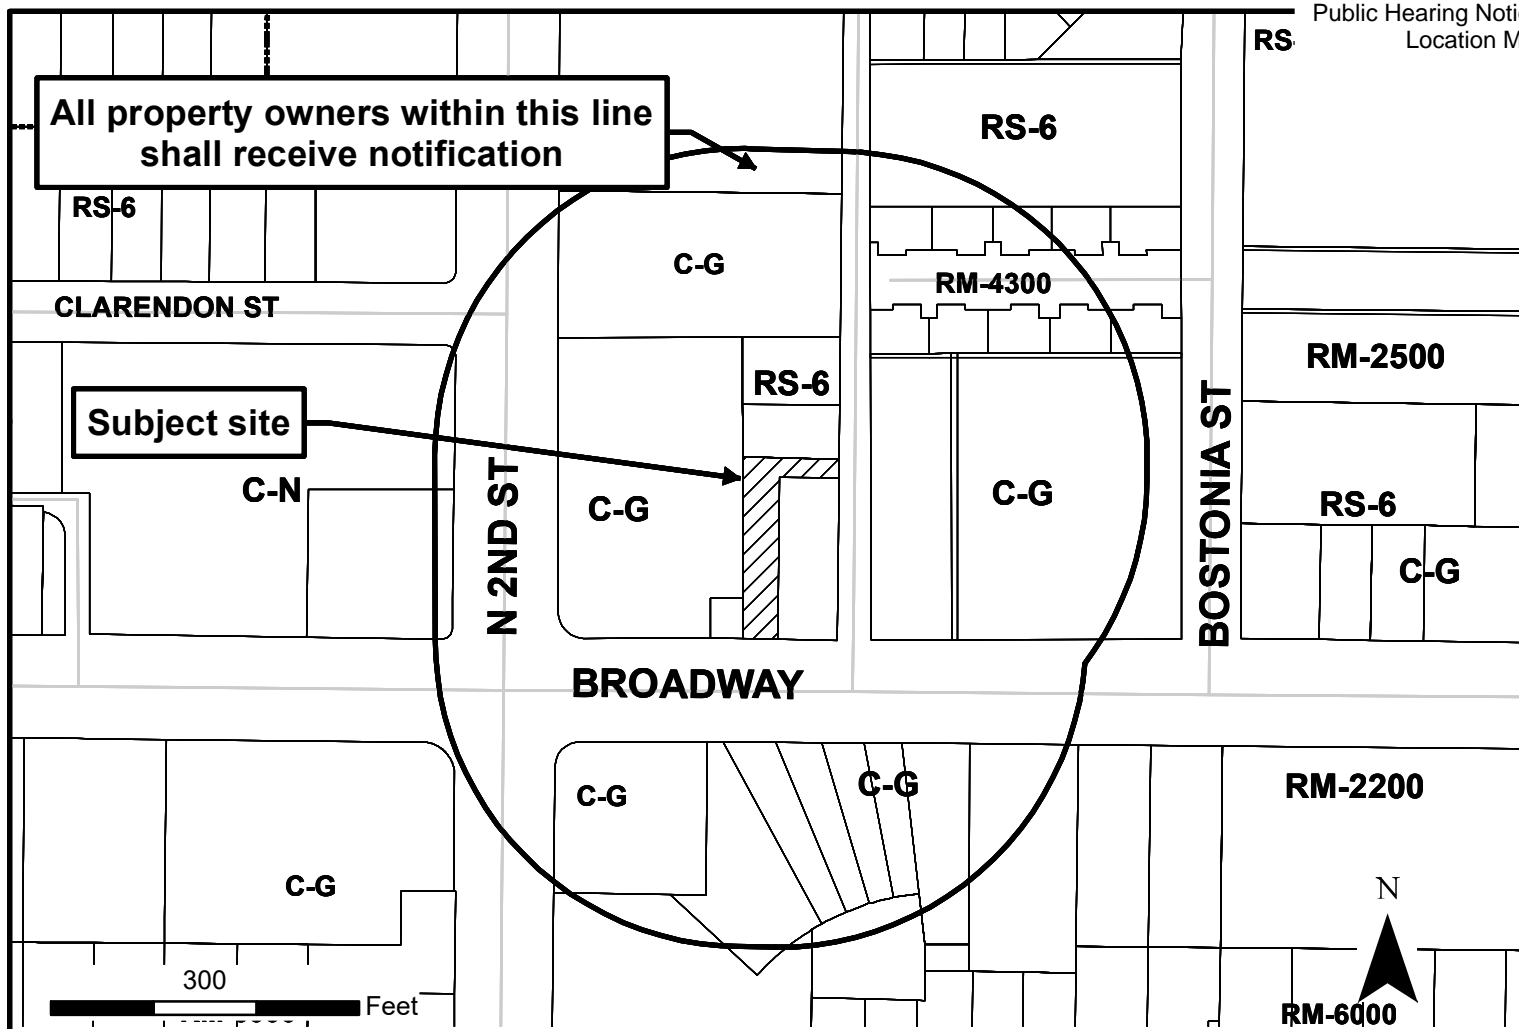 Public Hearing Noti
Location M
RS-
All property owners within this line
shall receive notification
RS-6
RS-6
C-G
RM-4300
CLARENDON ST
RM-2500
RS-6
Subject site
C-N
N 2ND ST
C-G
C-G
BOSTONIA ST
RS-6
C-G
BROADWAY
C-G
C-G
RM-2200
C-G
N
300
Feet
RM-6000